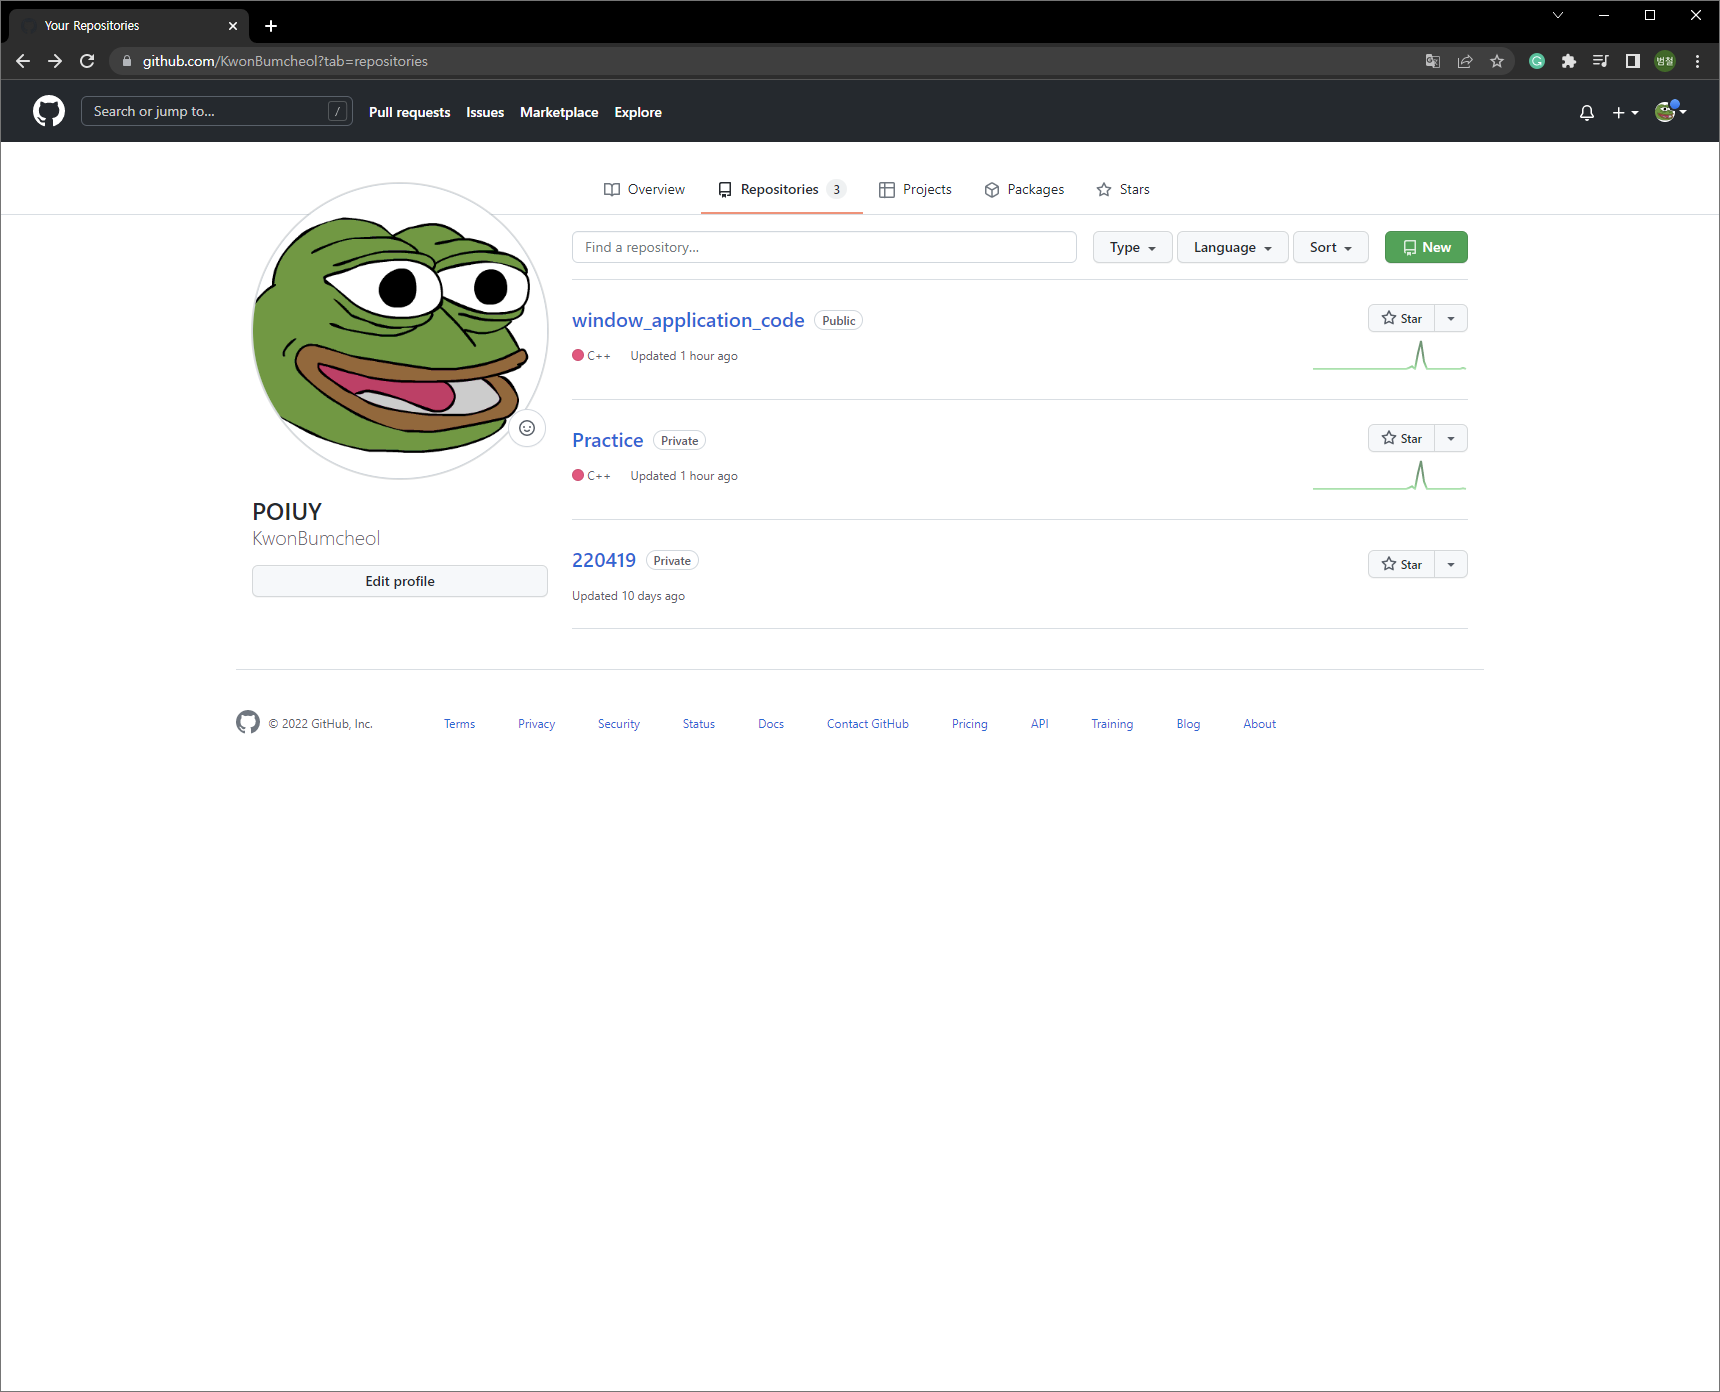 Your Repositories
github.com/KwonBumcheol?tab=repositories
범철
Search or jump to... /
Pull requests Issues Marketplace Explore
Overview Repositories 3 Projects Packages Stars
Find a repository...
Type Language Sort New
window_application_code Public
Star
C++ Updated 1 hour ago
Practice Private
Star
C++ Updated 1 hour ago
POIUY
KwonBumcheol
Edit profile
220419 Private
Star
Updated 10 days ago
© 2022 GitHub, Inc. Terms Privacy Security Status Docs Contact GitHub Pricing API Training Blog About